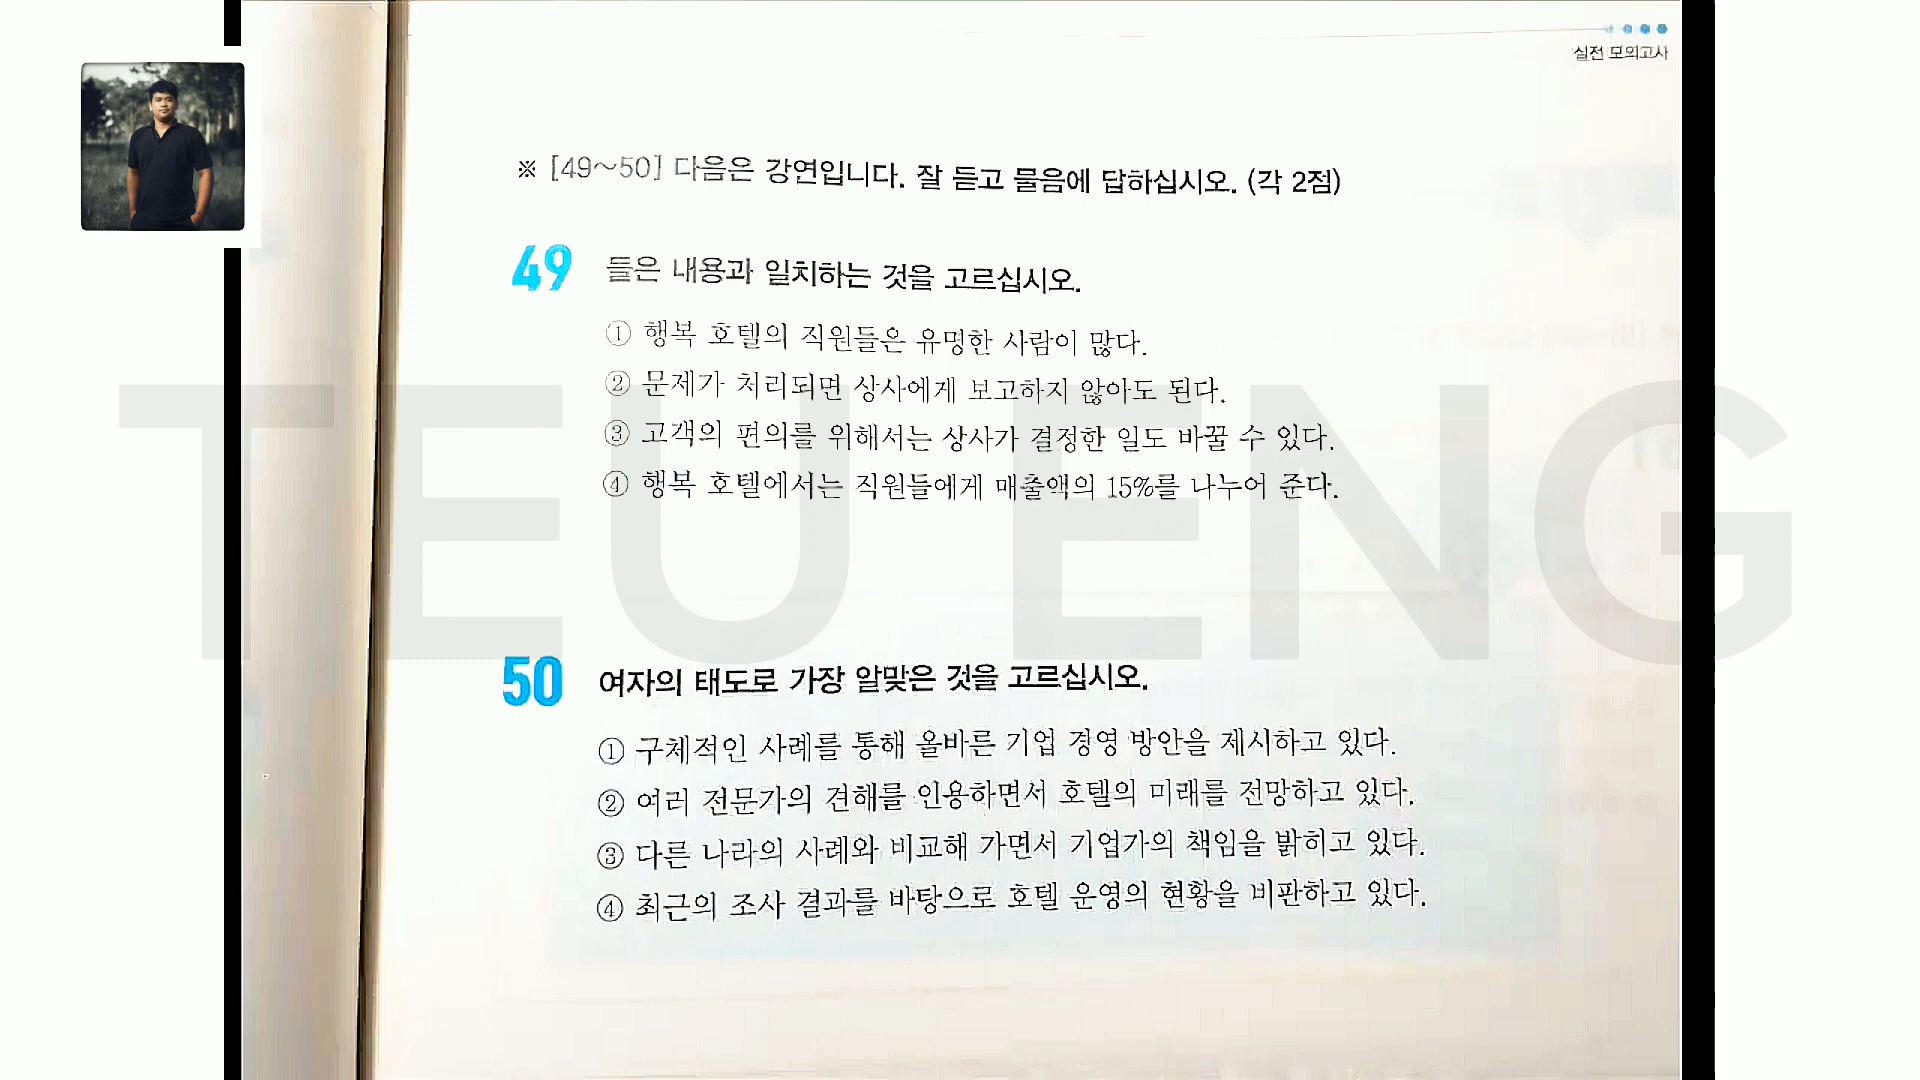 실전 모의고사
※ [49~50] 다음은 강연입니다. 잘 듣고 물음에 답하십시오. (각 2점)
49 들은 내용과 일치하는 것을 고르십시오.
① 행복 호텔의 직원들은 유명한 사람이 많다.
② 문제가 처리되면 상사에게 보고하지 않아도 된다.
③ 고객의 편의를 위해서는 상사가 결정한 일도 바꿀 수 있다.
④ 행복 호텔에서는 직원들에게 매출액의 15%를 나누어 준다.
TEU ENG
50 여자의 태도로 가장 알맞은 것을 고르십시오.
① 구체적인 사례를 통해 올바른 기업 경영 방안을 제시하고 있다.
② 여러 전문가의 견해를 인용하면서 호텔의 미래를 전망하고 있다.
③ 다른 나라의 사례와 비교해 가면서 기업가의 책임을 밝히고 있다.
④ 최근의 조사 결과를 바탕으로 호텔 운영의 현황을 비판하고 있다.